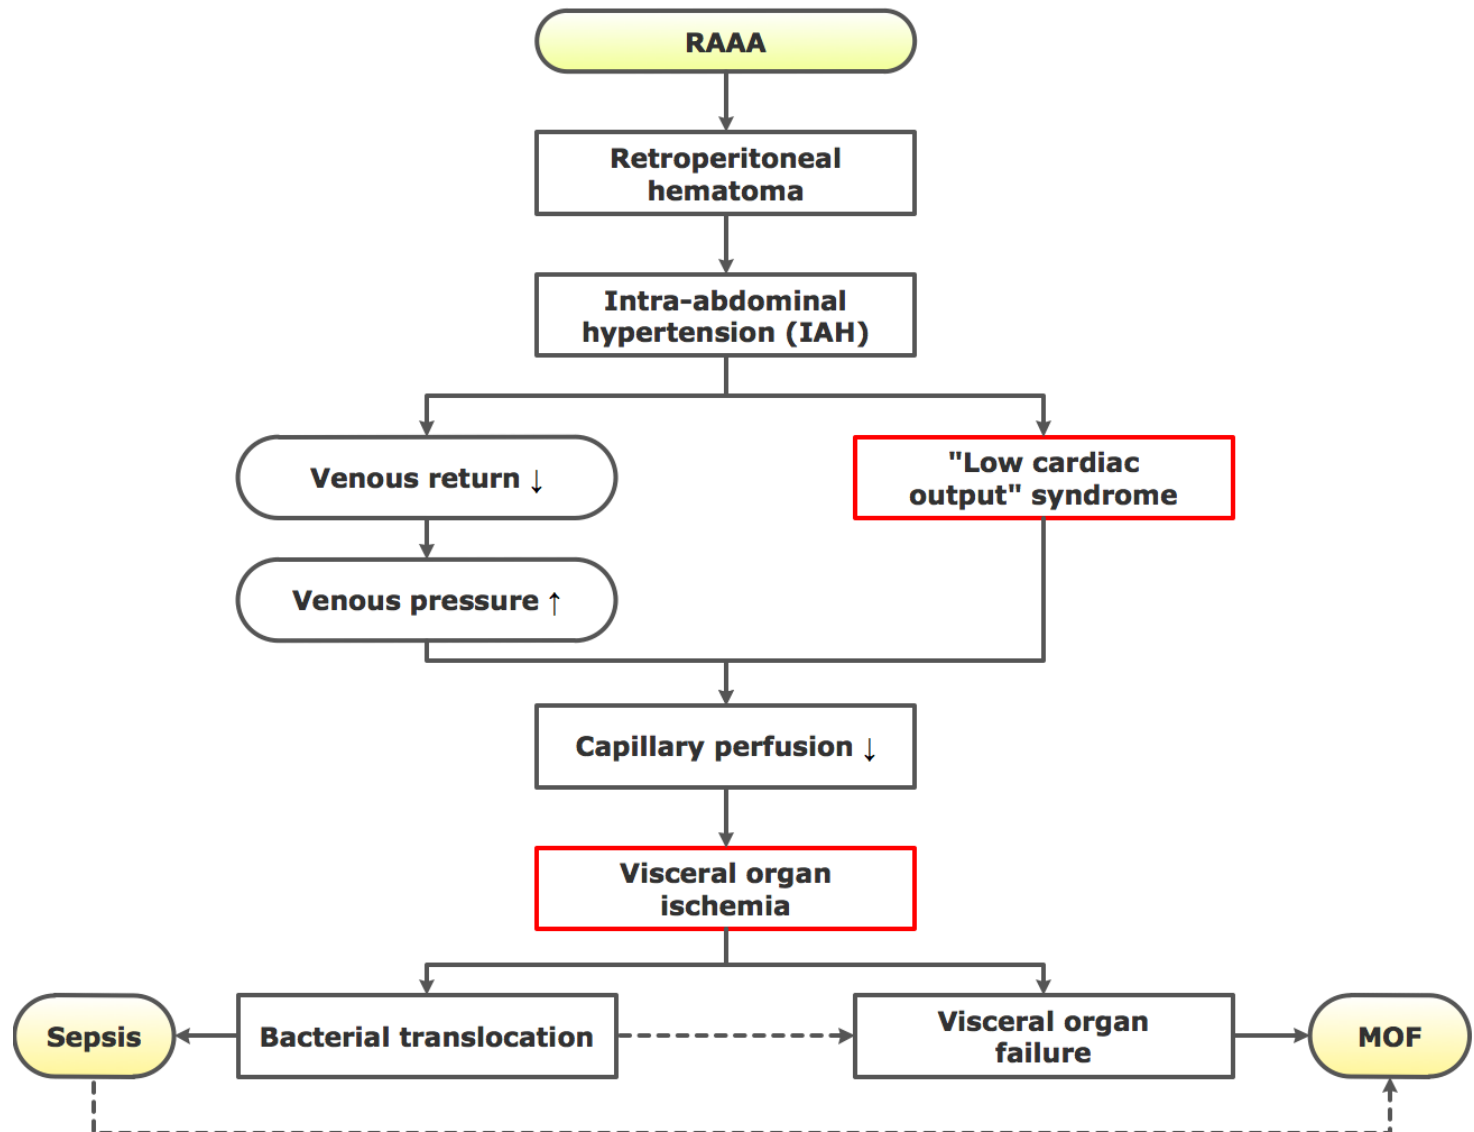 RAAA
Retroperitoneal
hematoma
Intra-abdominal
hypertension (IAH)
Venous return ↓
"Low cardiac
output" syndrome
Venous pressure ↑
Capillary perfusion ↓
Visceral organ
ischemia
Sepsis
Bacterial translocation
Visceral organ
failure
MOF